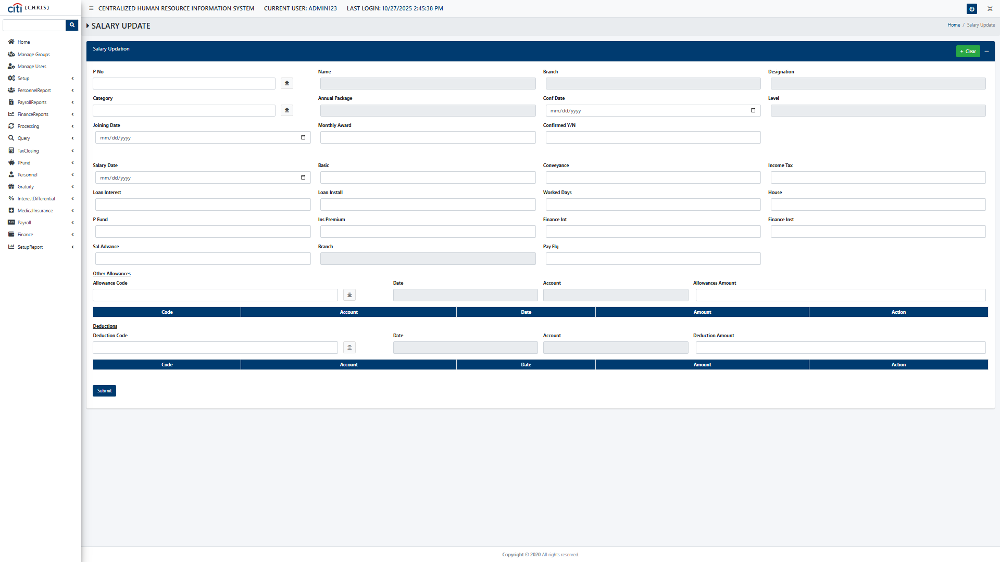 citi ( C.H.R.I.S )
CENTRALIZED HUMAN RESOURCE INFORMATION SYSTEM CURRENT USER: ADMIN123 LAST LOGIN: 10/27/2025 2:45:38 PM
SALARY UPDATE
Home / Salary Update
Home
Manage Groups
Manage Users
Setup
PersonnelReport
PayrollReports
FinanceReports
Processing
Query
TaxClosing
PFund
Personnel
Gratuity
InterestDifferential
MedicalInsurance
Payroll
Finance
SetupReport
Salary Updation
+ Clear
P No Name Branch Designation
Category Annual Package Conf Date Level
mm/dd/yyyy
Joining Date Monthly Award Confirmed Y/N
mm/dd/yyyy
Salary Date Basic Conveyance Income Tax
mm/dd/yyyy
Loan Interest Loan Install Worked Days House
P Fund Ins Premium Finance Int Finance Inst
Sal Advance Branch Pay Flg
Other Allowances
Allowance Code Date Account Allowances Amount
Code Account Date Amount Action
Deductions
Deduction Code Date Account Deduction Amount
Code Account Date Amount Action
Submit
Copyright © 2020 All rights reserved.